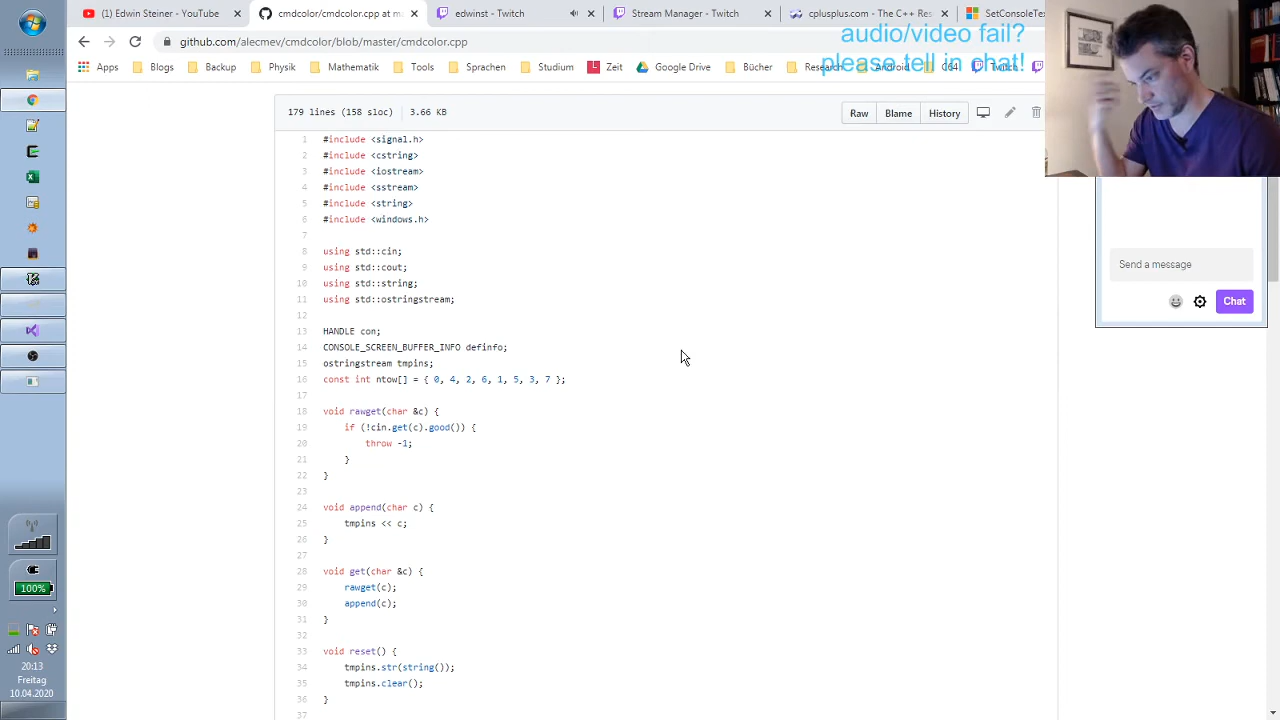 (1) Edwin Steiner - YouTube
cmdcolor/cmdcolor.cpp at m
edwinst - Twitch
Stream Manager - Twitch
cplusplus.com - The C++ Res
SetConsoleTe
github.com/alecmev/cmdcolor/blob/master/cmdcolor.cpp
audio/video fail?
please tell in chat!
Apps
Blogs
Backup
Physik
Mathematik
Tools
Sprachen
Studium
Zeit
Google Drive
Bücher
Research
Android
C64
Twitch
179 lines (158 sloc) 3.66 KB
Raw
Blame
History
1 #include <signal.h>
2 #include <cstring>
3 #include <iostream>
4 #include <sstream>
5 #include <string>
6 #include <windows.h>
7
8 using std::cin;
9 using std::cout;
10 using std::string;
11 using std::ostringstream;
12
13 HANDLE con;
14 CONSOLE_SCREEN_BUFFER_INFO definfo;
15 ostringstream tmpins;
16 const int ntow[] = { 0, 4, 2, 6, 1, 5, 3, 7 };
17
18 void rawget(char &c) {
19 if (!cin.get(c).good()) {
20 throw -1;
21 }
22 }
23
24 void append(char c) {
25 tmpins << c;
26 }
27
28 void get(char &c) {
29 rawget(c);
30 append(c);
31 }
32
33 void reset() {
34 tmpins.str(string());
35 tmpins.clear();
36 }
37
Send a message
Chat
100%
20:13
Freitag
10.04.2020